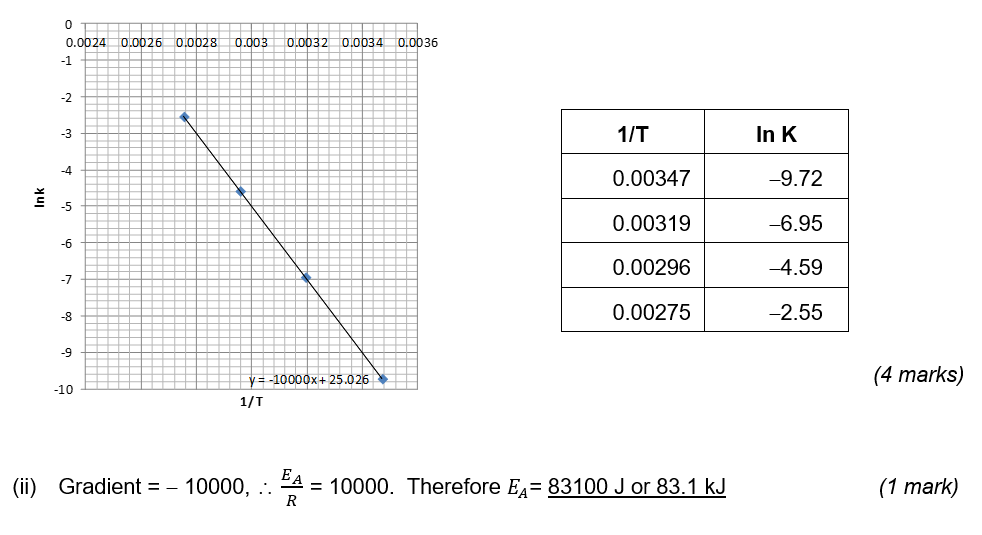 0
0.0024 0.0026 0.0028 0.003 0.0032 0.0034 0.0036
-1
-2
-3
-4
-5
-6
-7
-8
-9
-10
lnk
y = -10000x + 25.026
1/T
1/T ln K
0.00347 –9.72
0.00319 –6.95
0.00296 –4.59
0.00275 –2.55
(4 marks)
(ii) Gradient = – 10000, ∴ E_A/R = 10000. Therefore E_A= 83100 J or 83.1 kJ (1 mark)